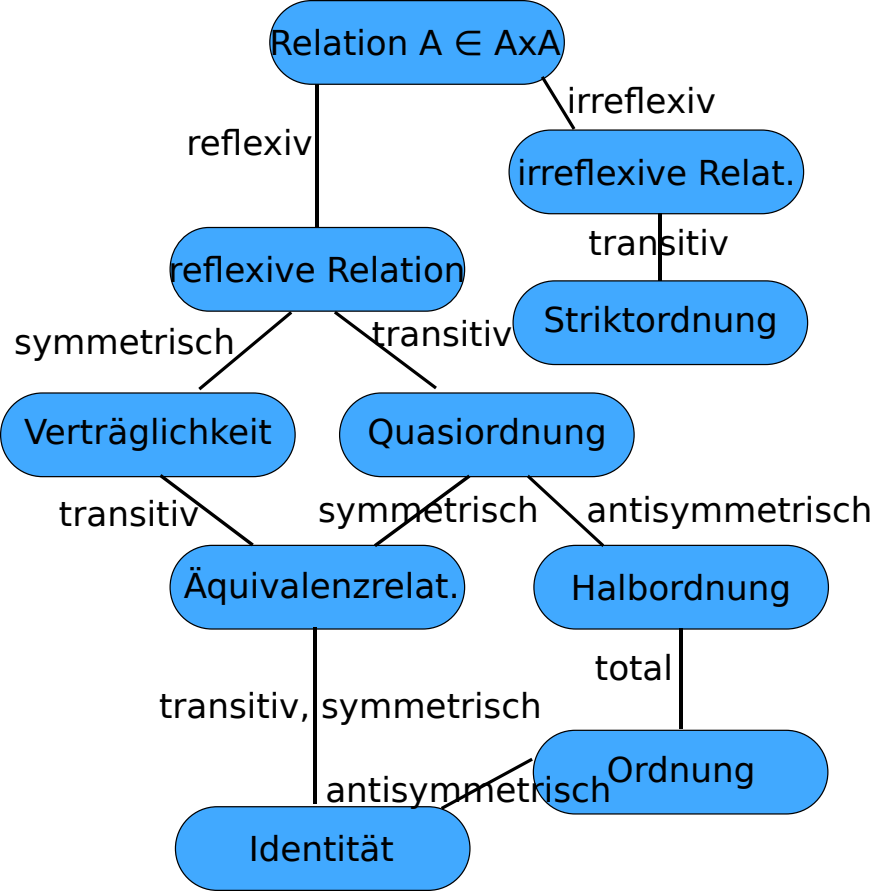 Relation A ∈ AxA
irreflexiv
reflexiv
irreflexive Relat.
transitiv
reflexive Relation
Striktordnung
symmetrisch
transitiv
Verträglichkeit
Quasiordnung
transitiv
symmetrisch
antisymmetrisch
Äquivalenzrelat.
Halbordnung
total
transitiv, symmetrisch
Ordnung
antisymmetrisch
Identität